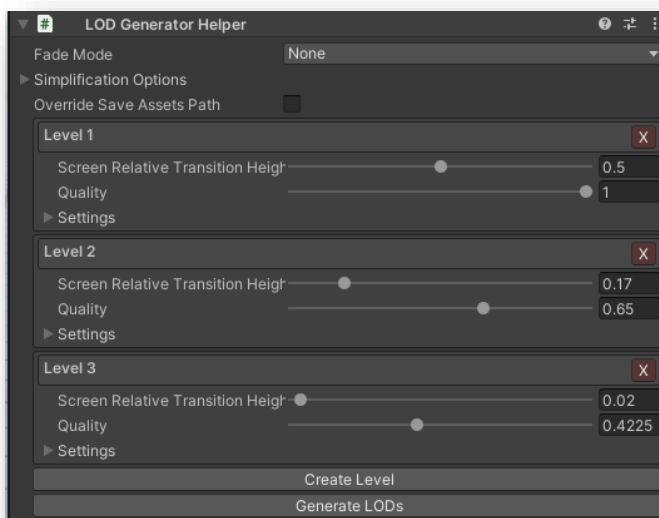 # LOD Generator Helper
Fade Mode None
Simplification Options
Override Save Assets Path
Level 1 X
Screen Relative Transition Heigh 0.5
Quality 1
Settings
Level 2 X
Screen Relative Transition Heigh 0.17
Quality 0.65
Settings
Level 3 X
Screen Relative Transition Heigh 0.02
Quality 0.4225
Settings
Create Level
Generate LODs